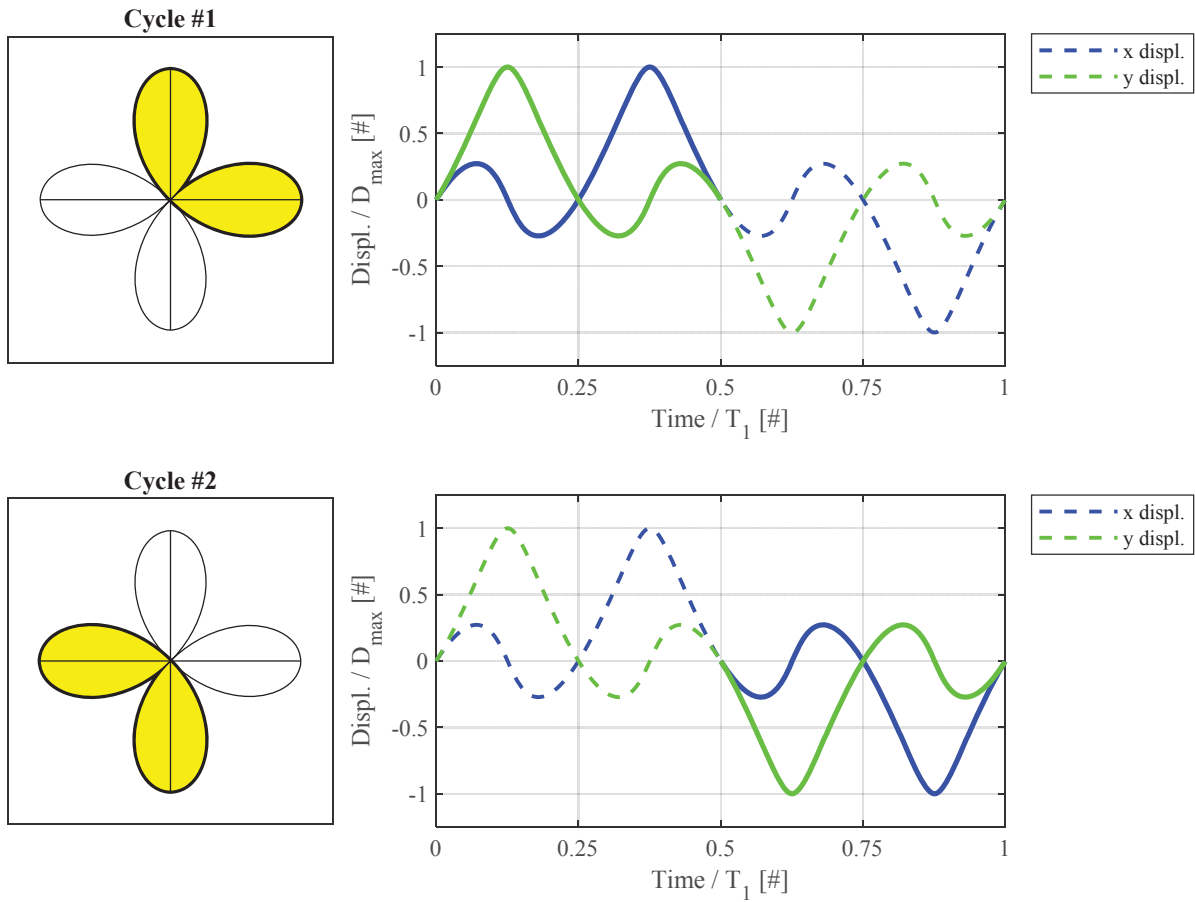 Cycle #1
x displ.
y displ.
Displ. / D_max [#]
1
0.5
0
-0.5
-1
0
0.25
0.5
0.75
1
Time / T_1 [#]
Cycle #2
x displ.
y displ.
Displ. / D_max [#]
1
0.5
0
-0.5
-1
0
0.25
0.5
0.75
1
Time / T_1 [#]